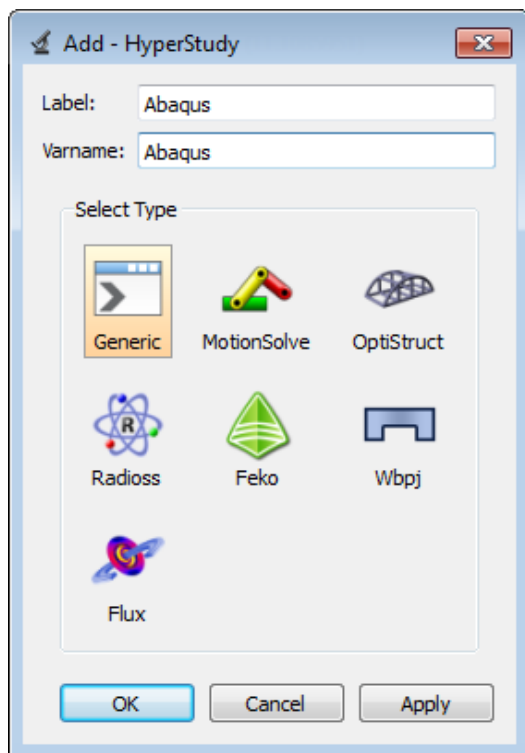 Add - HyperStudy
Label: Abaqus
Varname: Abaqus
Select Type
Generic MotionSolve OptiStruct
R
Radioss Feko Wbpj
Flux
OK Cancel Apply